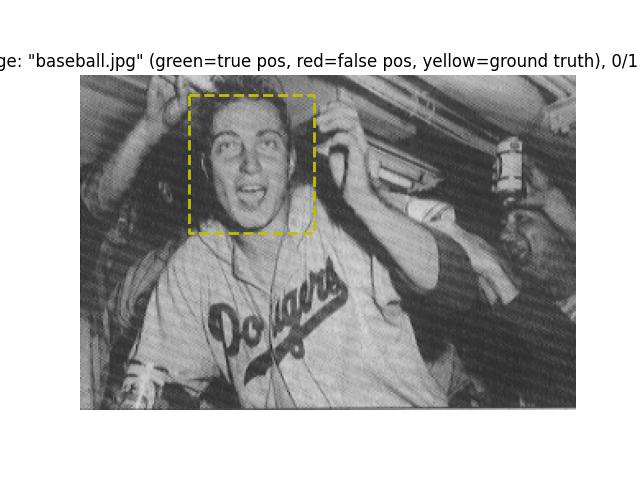 ge: "baseball.jpg" (green=true pos, red=false pos, yellow=ground truth), 0/1
Dodgers